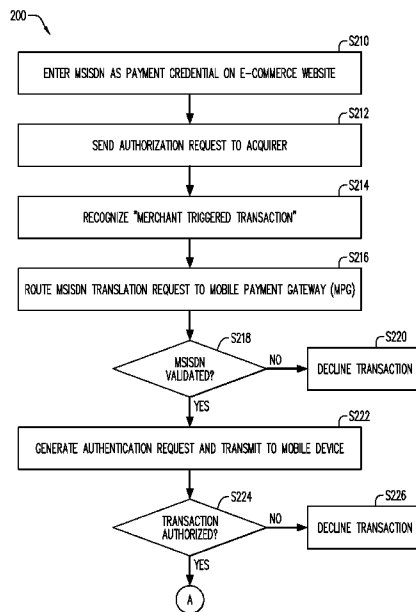 200
S210
ENTER MSISDN AS PAYMENT CREDENTIAL ON E-COMMERCE WEBSITE
S212
SEND AUTHORIZATION REQUEST TO ACQUIRER
S214
RECOGNIZE "MERCHANT TRIGGERED TRANSACTION"
S216
ROUTE MSISDN TRANSLATION REQUEST TO MOBILE PAYMENT GATEWAY (MPG)
S218
MSISDN
VALIDATED?
NO
S220
DECLINE TRANSACTION
YES
S222
GENERATE AUTHENTICATION REQUEST AND TRANSMIT TO MOBILE DEVICE
S224
TRANSACTION
AUTHORIZED?
NO
S226
DECLINE TRANSACTION
YES
A